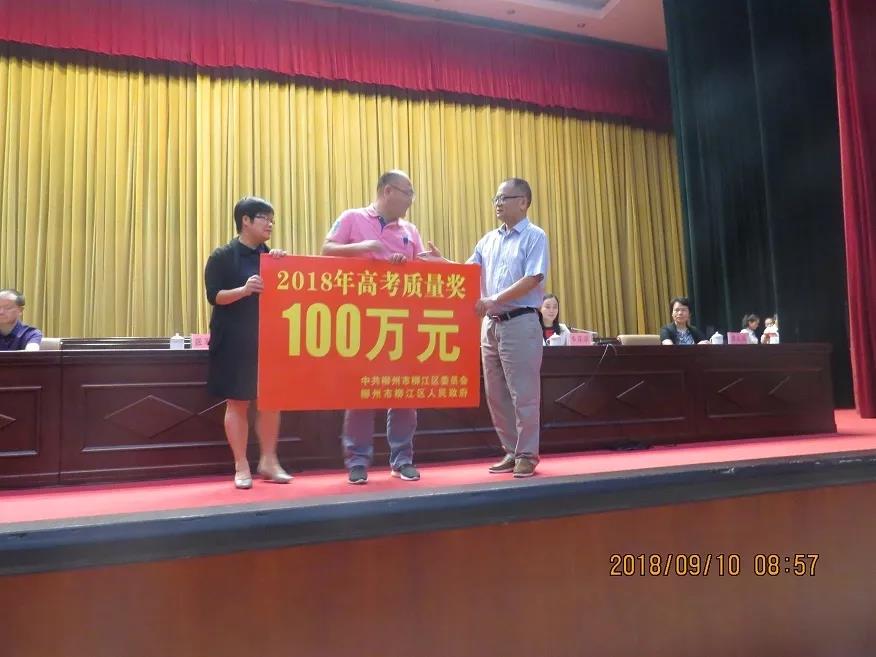 2018年高考质量奖
100万元
中共柳州市柳江区委员会
柳州市柳江区人民政府
2018/09/10 08:57